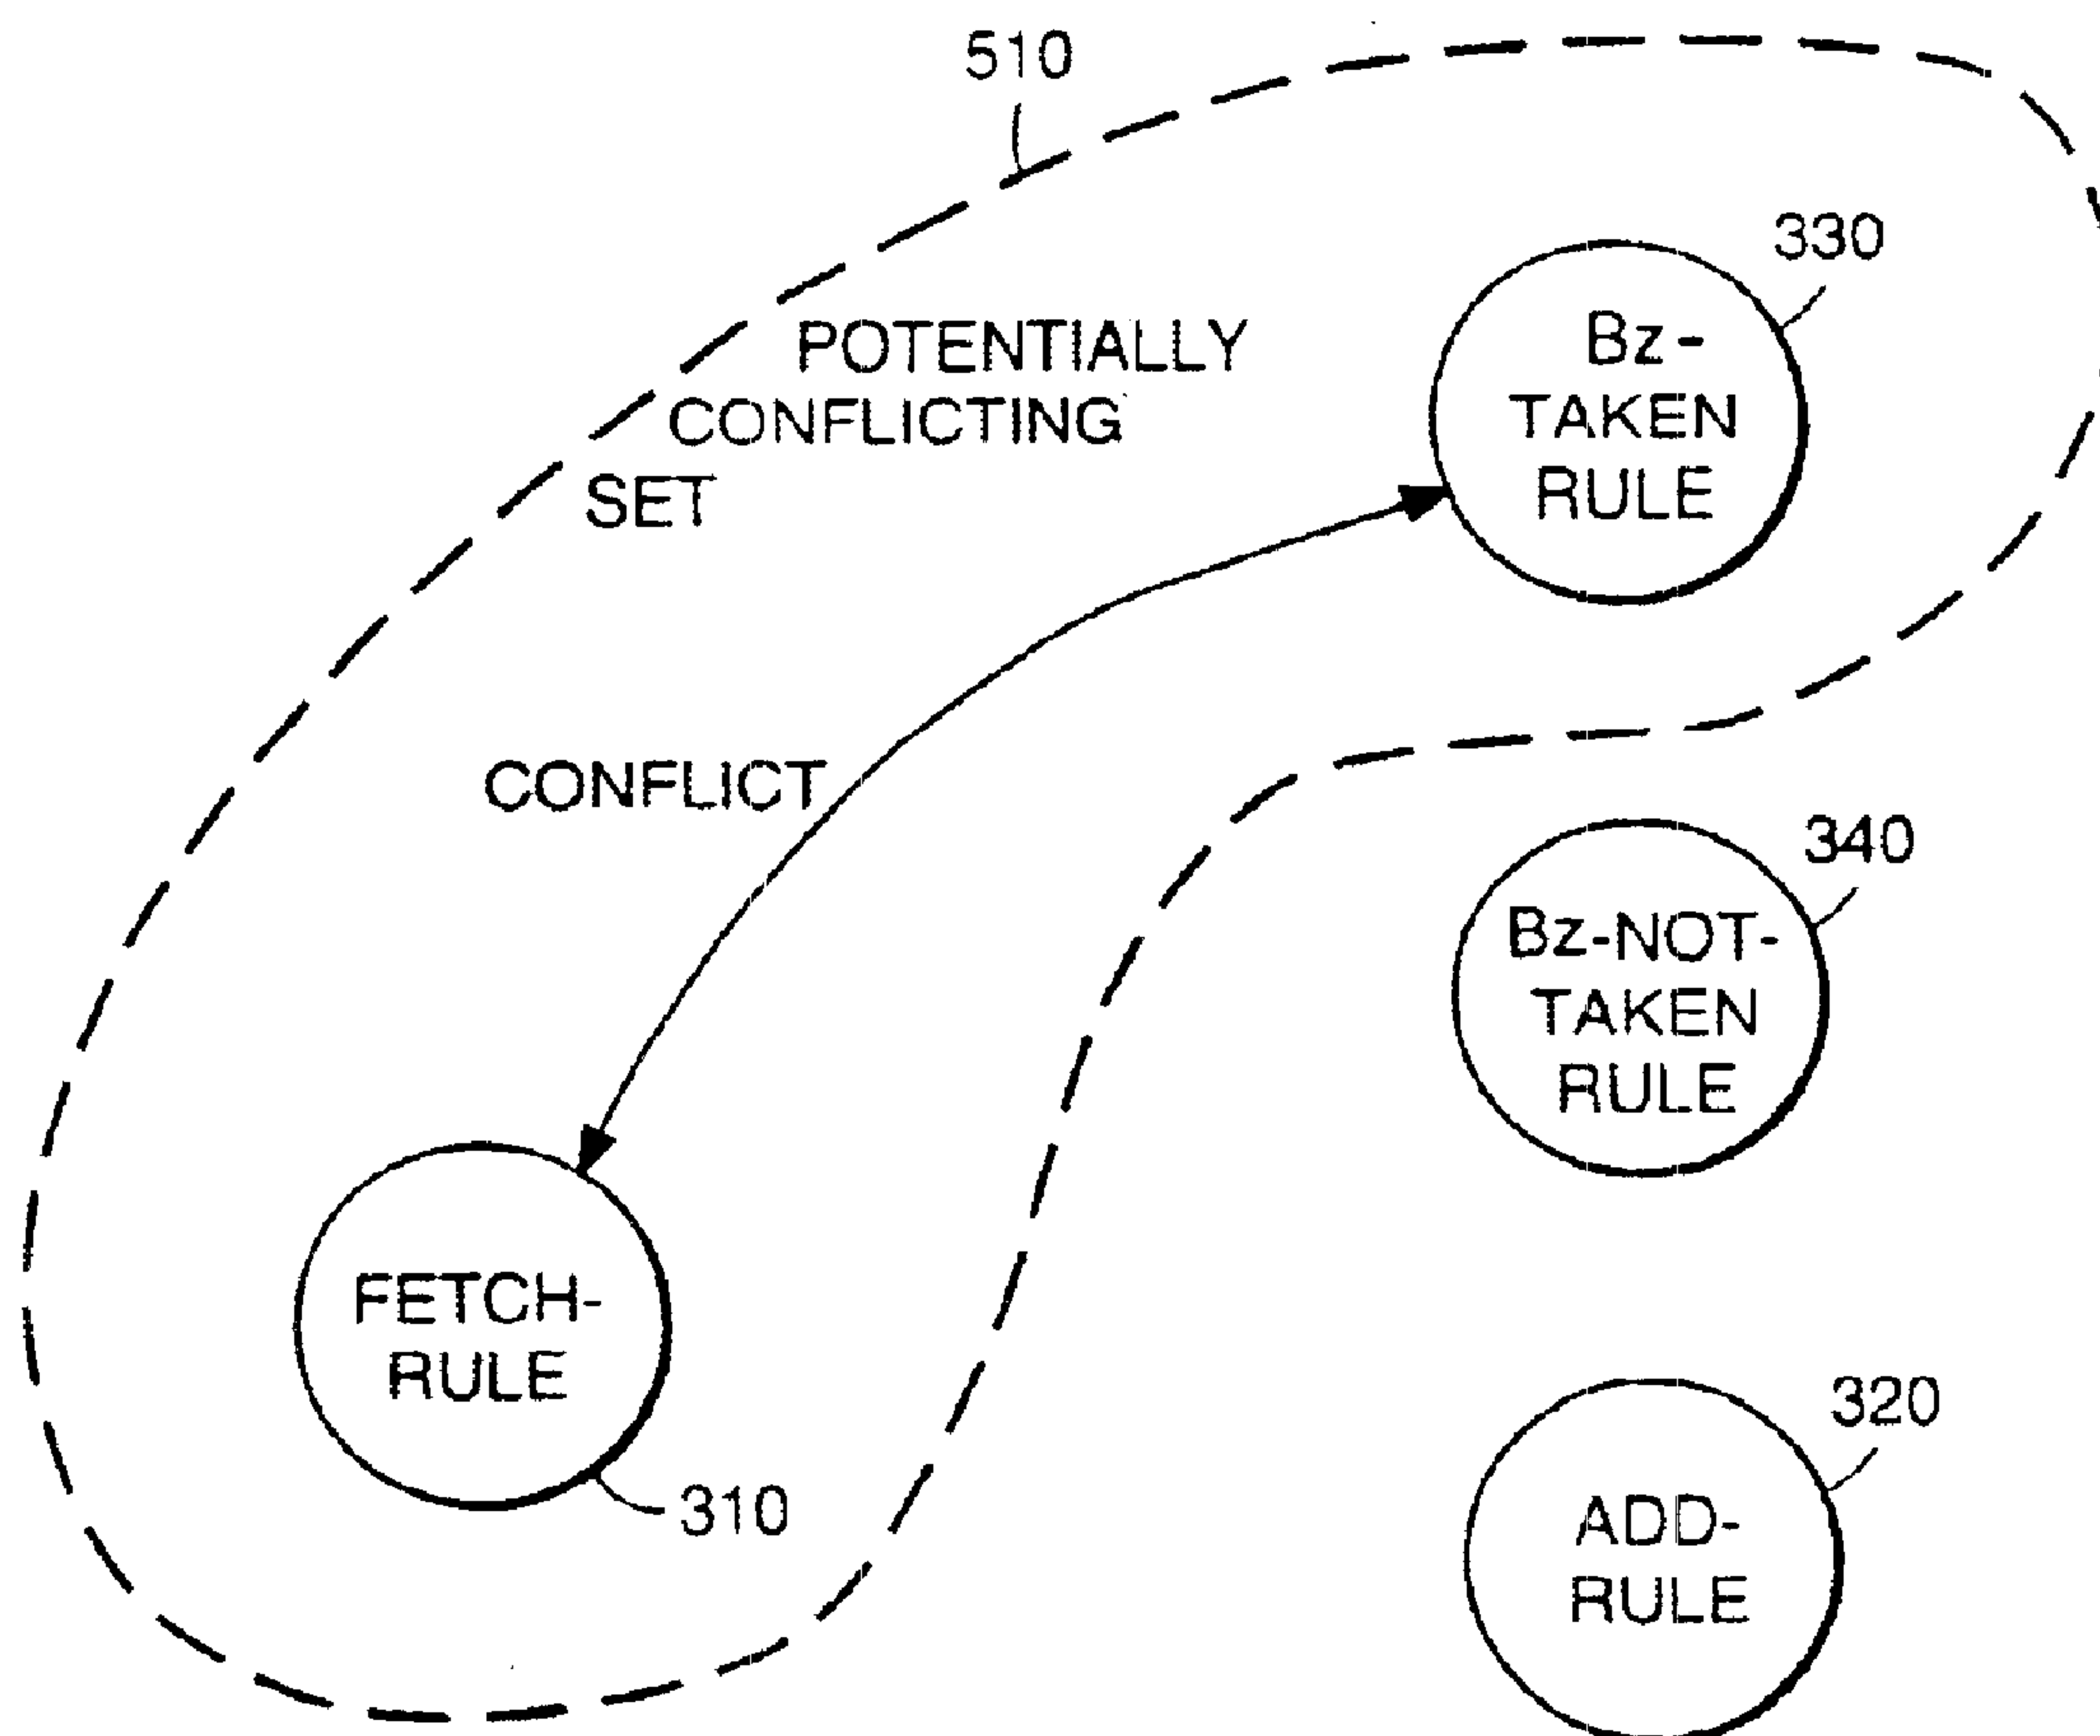 510
330
Bz-
TAKEN
RULE
POTENTIALLY
CONFLICTING
SET
CONFLICT
340
Bz-NOT-
TAKEN
RULE
FETCH-
RULE
310
320
ADD-
RULE